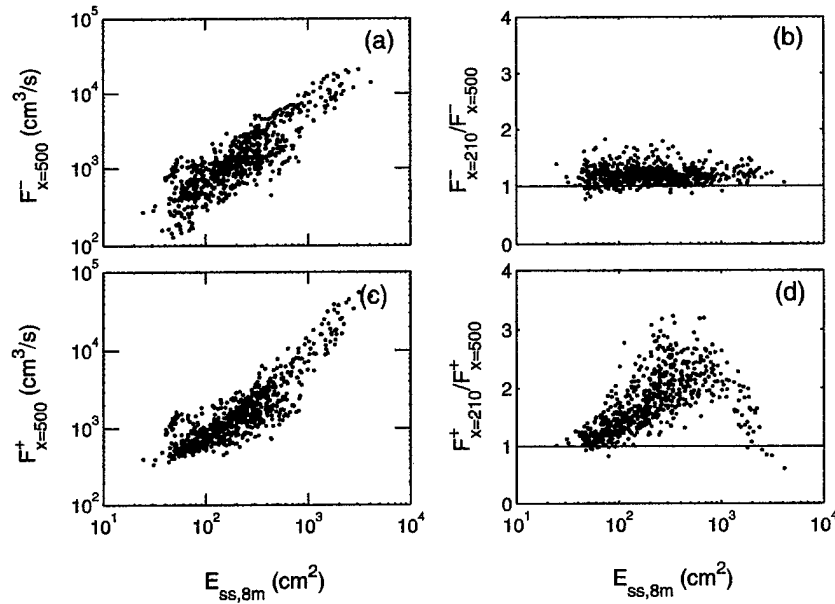 (a)
10^5
10^4
10^3
10^2
F^-_{x=500} (cm^3/s)
(b)
4
3
2
1
0
F^-_{x=210}/F^-_{x=500}
(c)
10^5
10^4
10^3
10^2
F^+_{x=500} (cm^3/s)
10^1 10^2 10^3 10^4
E_{ss,8m} (cm^2)
(d)
4
3
2
1
0
F^+_{x=210}/F^+_{x=500}
10^1 10^2 10^3 10^4
E_{ss,8m} (cm^2)